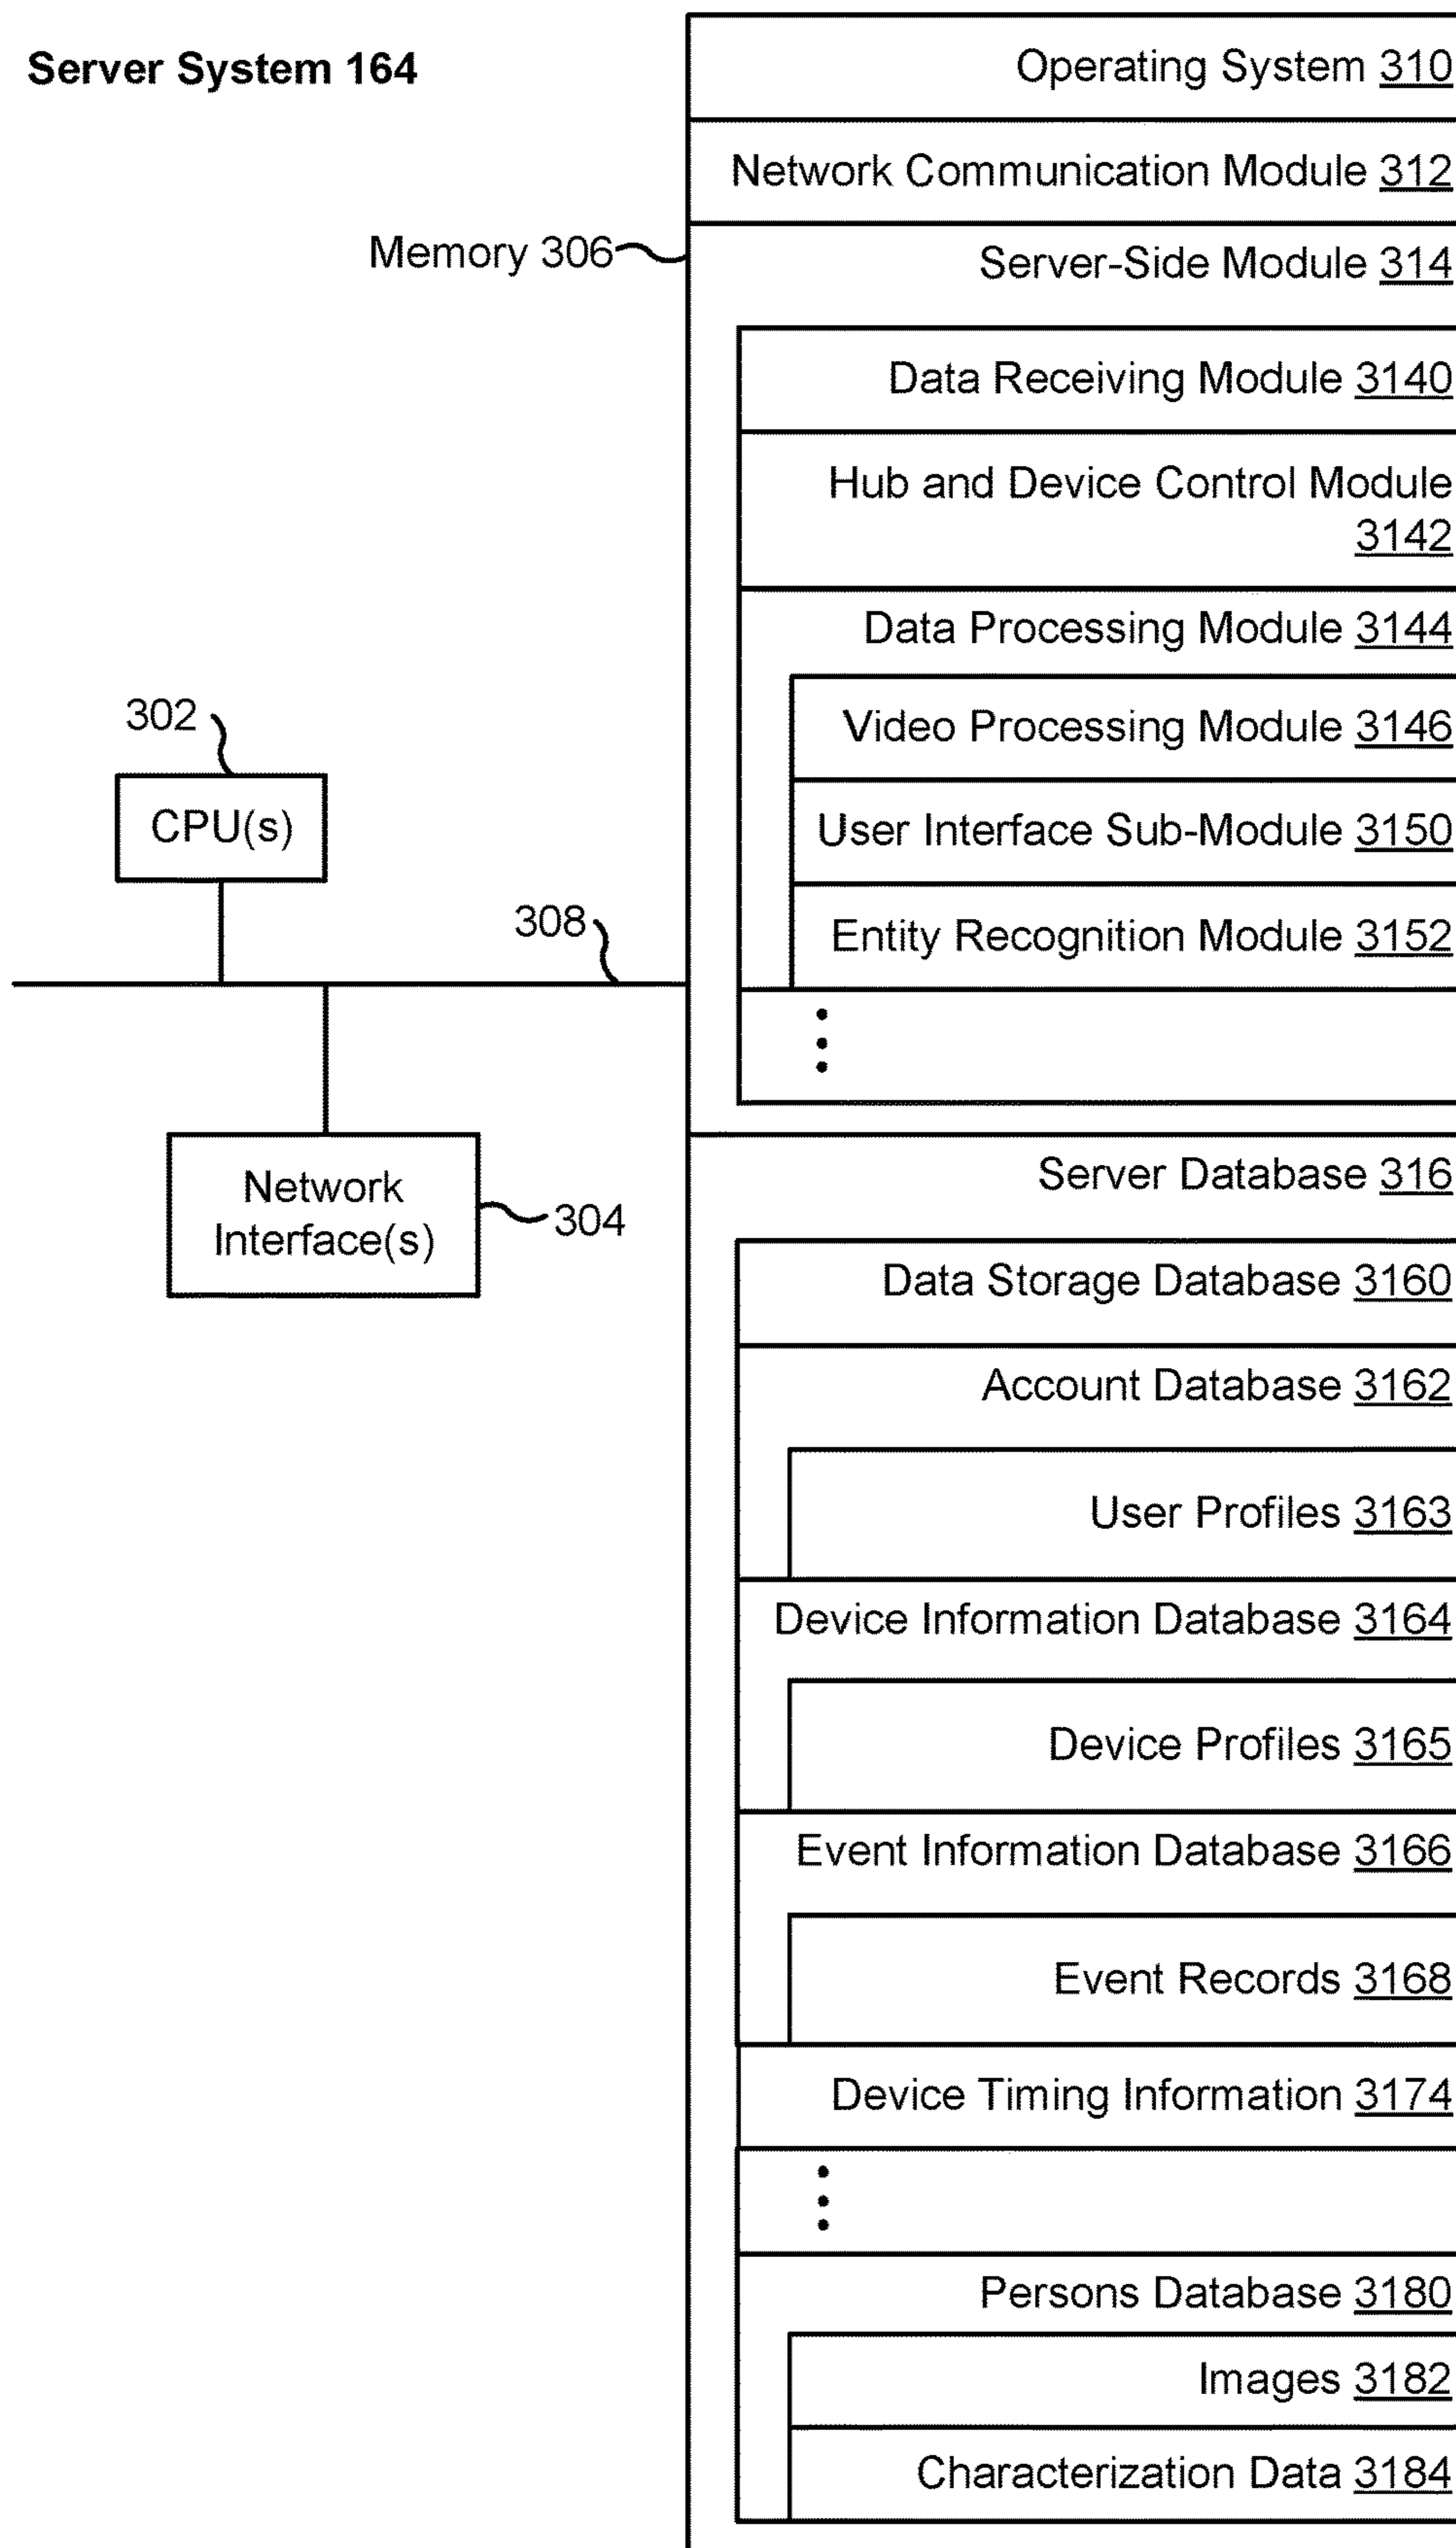 Server System 164
Operating System 310
Network Communication Module 312
Memory 306
Server-Side Module 314
Data Receiving Module 3140
Hub and Device Control Module
3142
Data Processing Module 3144
Video Processing Module 3146
User Interface Sub-Module 3150
Entity Recognition Module 3152
302
CPU(s)
308
Network
Interface(s)
304
Server Database 316
Data Storage Database 3160
Account Database 3162
User Profiles 3163
Device Information Database 3164
Device Profiles 3165
Event Information Database 3166
Event Records 3168
Device Timing Information 3174
Persons Database 3180
Images 3182
Characterization Data 3184